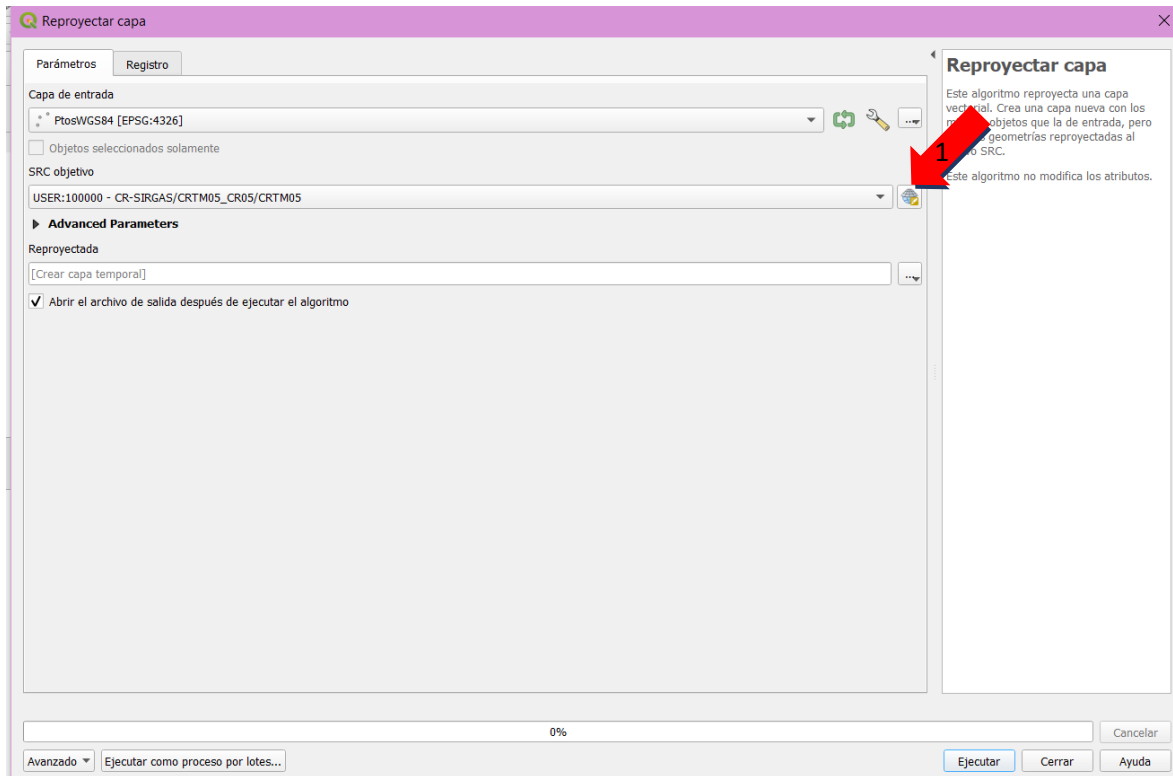 Reproyectar capa
Parámetros
Registro
Capa de entrada
PtosWGS84 [EPSG:4326]
...
Objetos seleccionados solamente
SRC objetivo
USER:100000 - CR-SIRGAS/CRTM05_CR05/CRTM05
Advanced Parameters
Reproyectada
[Crear capa temporal]
...
Abrir el archivo de salida después de ejecutar el algoritmo
Reproyectar capa
Este algoritmo reproyecta una capa
vectorial. Crea una capa nueva con los
objetos que la de entrada, pero
geometrías reproyectadas al
SRC.
Este algoritmo no modifica los atributos.
1
0%
Cancelar
Avanzado
Ejecutar como proceso por lotes...
Ejecutar
Cerrar
Ayuda